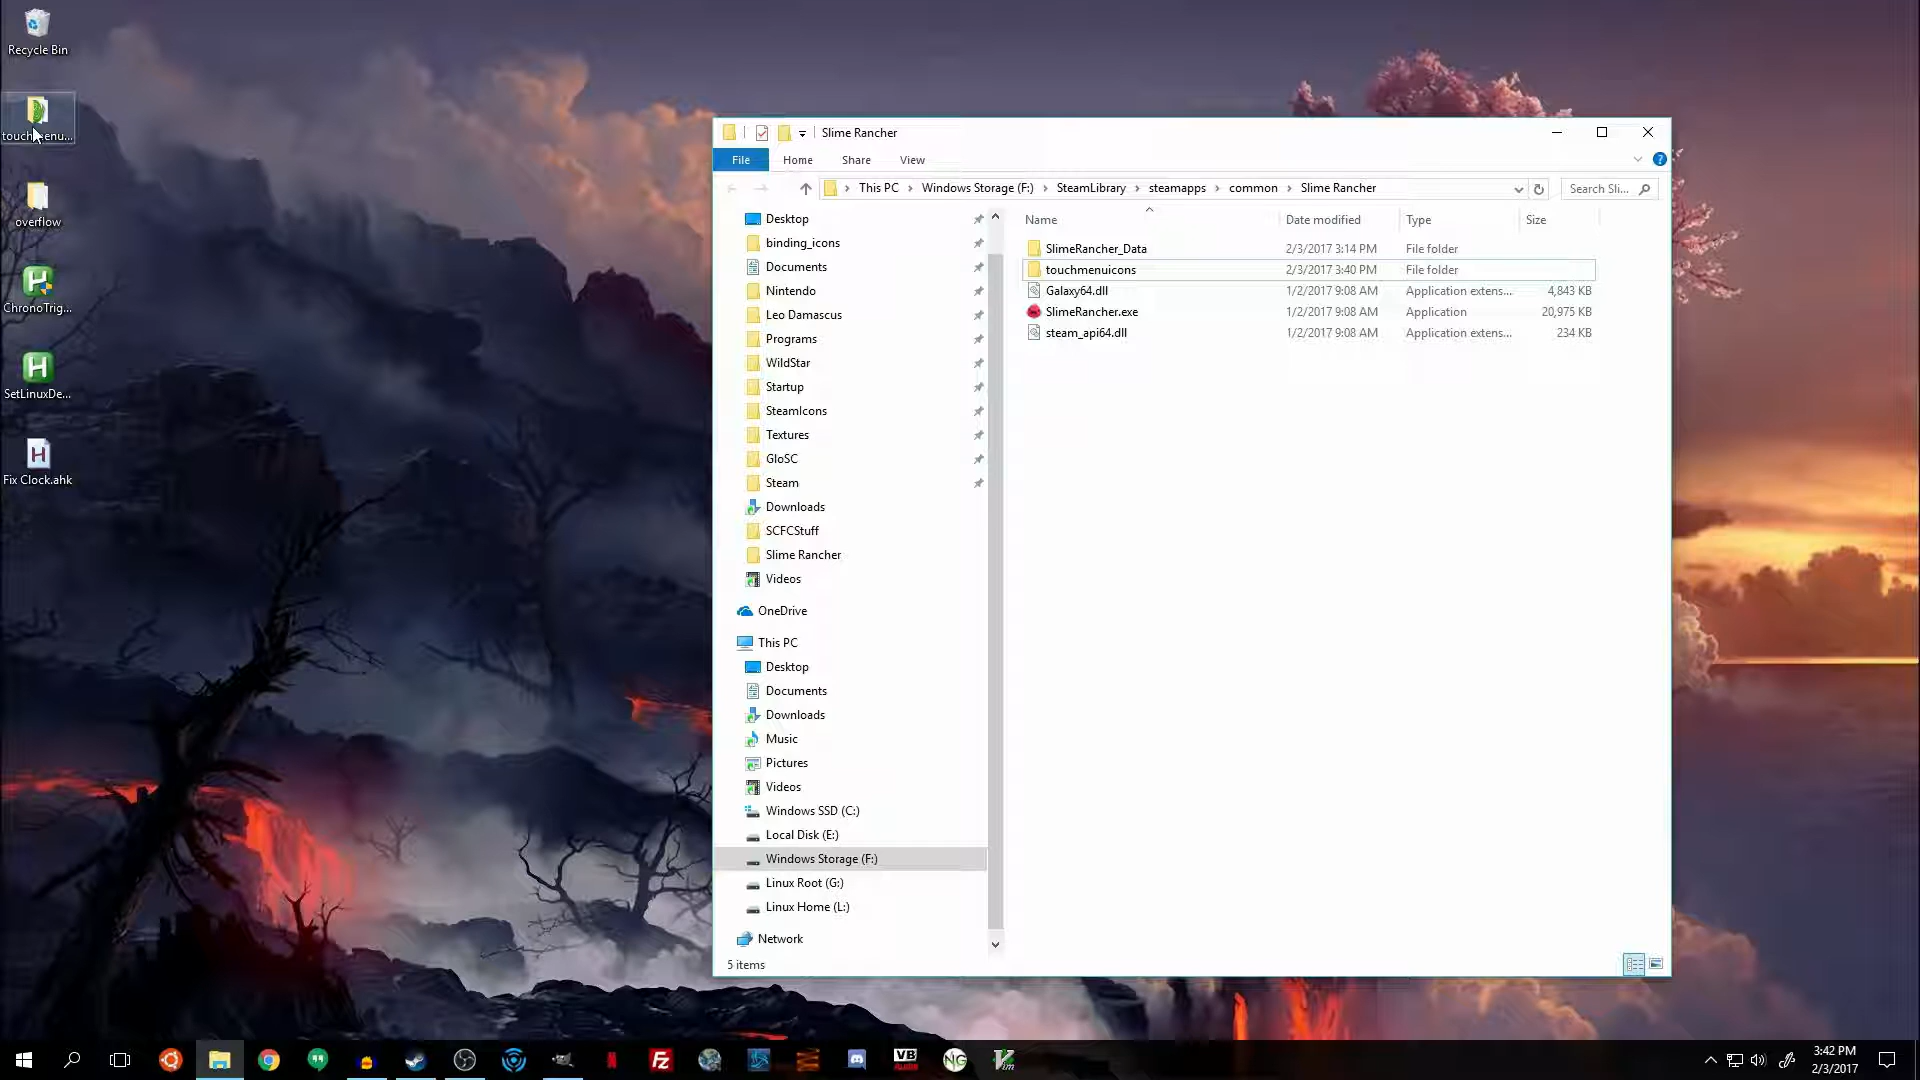 Recycle Bin
touchmenu...
overflow
ChronoTrig...
SetLinuxDe...
Fix Clock.ahk
Slime Rancher
File Home Share View
This PC Windows Storage (F:) SteamLibrary steamapps common Slime Rancher Search Sli...
Desktop
binding_icons
Documents
Nintendo
Leo Damascus
Programs
WildStar
Startup
SteamIcons
Textures
GloSC
Steam
Downloads
SCFCStuff
Slime Rancher
Videos
OneDrive
This PC
Desktop
Documents
Downloads
Music
Pictures
Videos
Windows SSD (C:)
Local Disk (E:)
Windows Storage (F:)
Linux Root (G:)
Linux Home (L:)
Network
Name Date modified Type Size
SlimeRancher_Data 2/3/2017 3:14 PM File folder
touchmenuicons 2/3/2017 3:40 PM File folder
Galaxy64.dll 1/2/2017 9:08 AM Application extens... 4,843 KB
SlimeRancher.exe 1/2/2017 9:08 AM Application 20,975 KB
steam_api64.dll 1/2/2017 9:08 AM Application extens... 234 KB
5 items
3:42 PM
2/3/2017